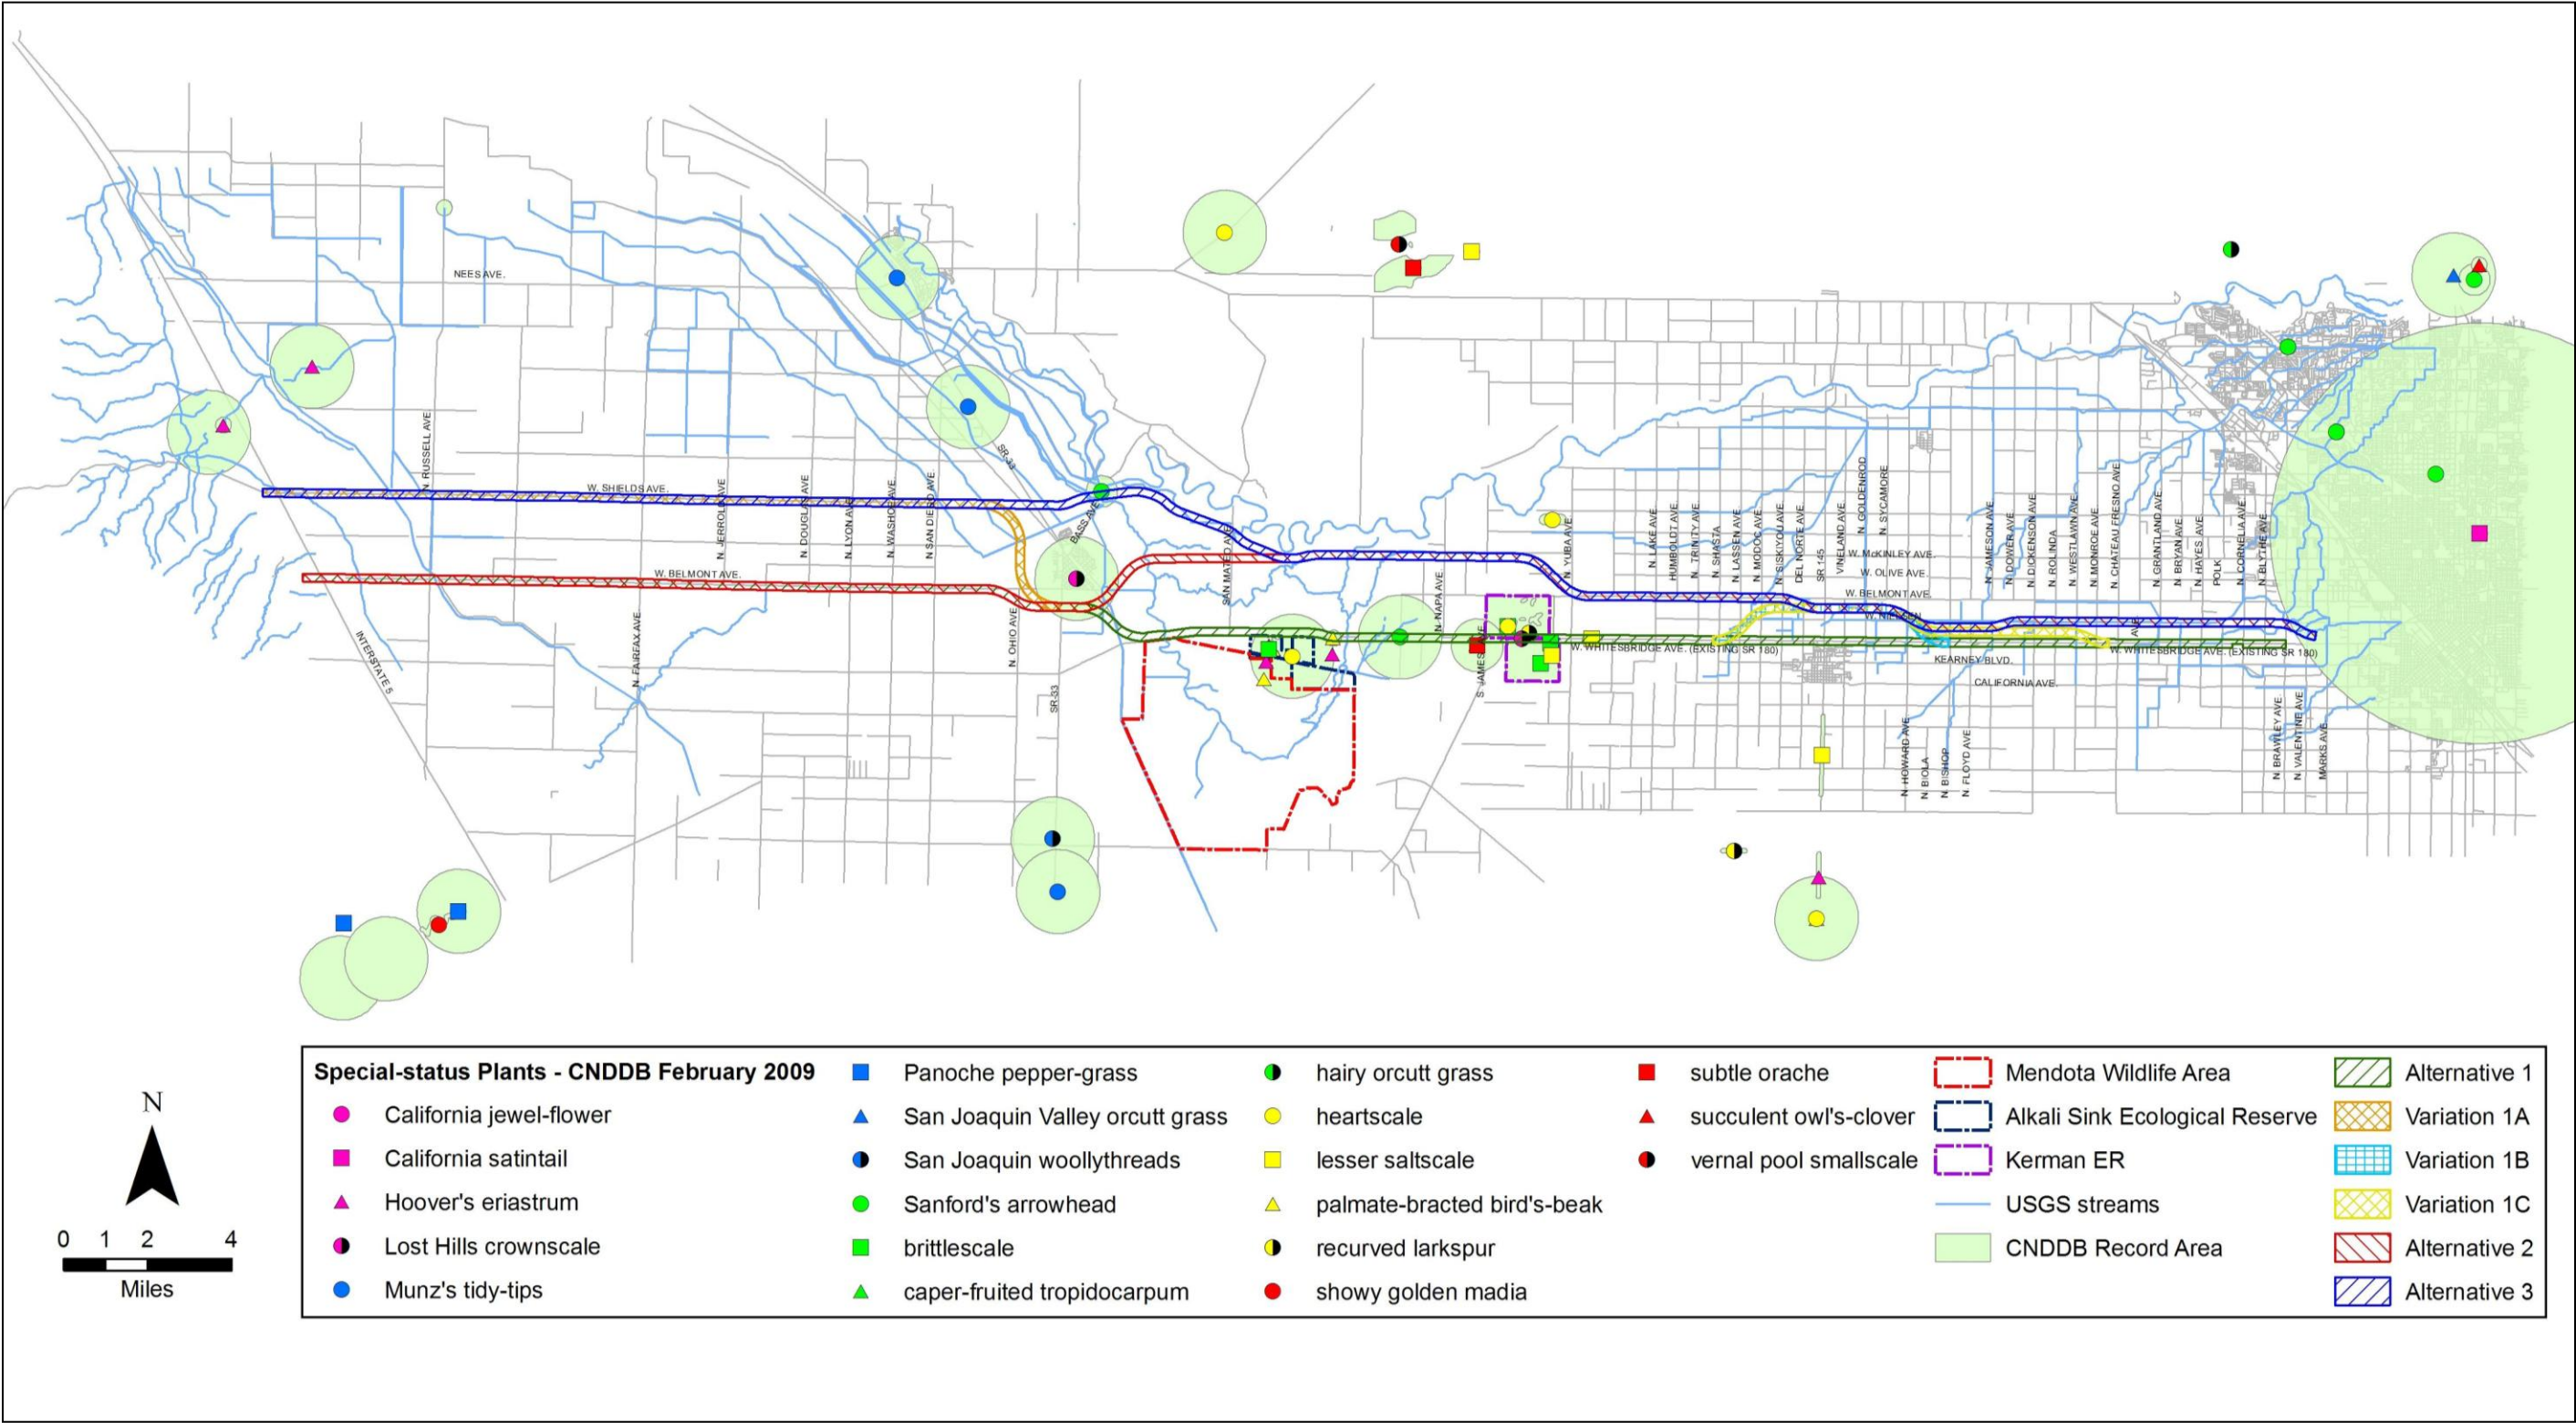 NEES AVE.
N. RUSSELL AVE.
SR-33
W. SHIELDS AVE.
N. JERROLD AVE
N. DOUGLAS AVE
N. LYON AVE
N. WASHOE AVE.
N SAN DIEGO AVE.
BASS AVE.
SAN MATEO AVE.
W. BELMONT AVE.
N. YUBA AVE.
N. LAKE AVE.
HUMBOLDT AVE.
N. TRINITY AVE.
N. SHASTA
N. LASSEN AVE
N. MODOC AVE.
N. SISKIYOU AVE.
DEL NORTE AVE.
SR 145
VINELAND AVE.
N. GOLDENROD
N. SYCAMORE
W. McKINLEY AVE.
W. OLIVE AVE.
W. BELMONT AVE.
W. NIELSEN
N. JAMESON AVE.
N. DOWER AVE.
N. DICKENSON AVE.
N. ROLINDA
N. WESTLAWN AVE.
N. MONROE AVE.
N. CHATEAU FRESNO AVE
N. GRANTLAND AVE.
N. BRYAN AVE.
N. HAYES AVE.
POLK
AVE
N. CORNELIA AVE.
N. BLYTHE AVE.
N. NAPA AVE.
S. JAMES AVE
INTERSTATE 5
N. FAIRFAX AVE.
N. OHIO AVE.
SR-33
W. WHITESBRIDGE AVE. (EXISTING SR 180)
W. WHITESBRIDGE AVE. (EXISTING SR 180)
KEARNEY BLVD.
CALIFORNIA AVE.
N. HOWARD AVE.
N. BIOLA
N. BISHOP
N. FLOYD AVE
N. BRAWLEY AVE
N. VALENTINE AVE
MARKS AVE.
N
0 1 2 4
Miles
Special-status Plants - CNDDB February 2009
California jewel-flower
California satintail
Hoover's eriastrum
Lost Hills crownscale
Munz's tidy-tips
Panoche pepper-grass
San Joaquin Valley orcutt grass
San Joaquin woollythreads
Sanford's arrowhead
brittlescale
caper-fruited tropidocarpum
hairy orcutt grass
heartscale
lesser saltscale
palmate-bracted bird's-beak
recurved larkspur
showy golden madia
subtle orache
succulent owl's-clover
vernal pool smallscale
Mendota Wildlife Area
Alkali Sink Ecological Reserve
Kerman ER
USGS streams
CNDDB Record Area
Alternative 1
Variation 1A
Variation 1B
Variation 1C
Alternative 2
Alternative 3